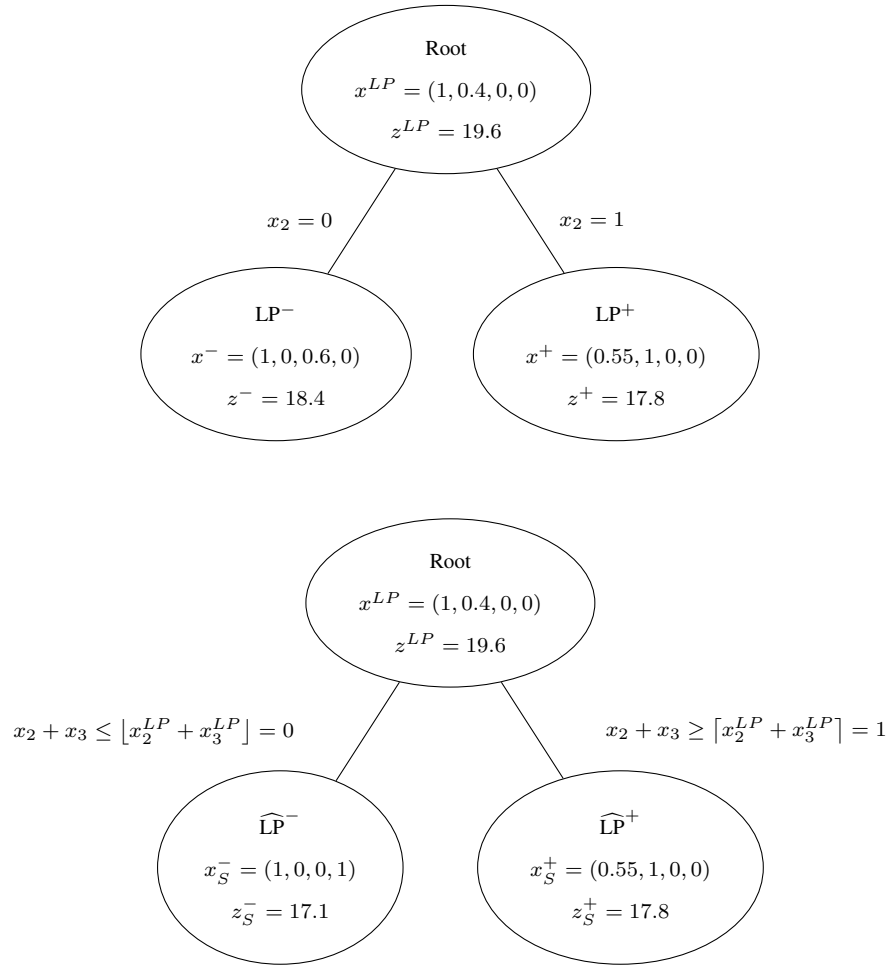 Root
x^{LP} = (1, 0.4, 0, 0)
z^{LP} = 19.6
x_2 = 0
x_2 = 1
LP^−
x^− = (1, 0, 0.6, 0)
z^− = 18.4
LP^+
x^+ = (0.55, 1, 0, 0)
z^+ = 17.8
Root
x^{LP} = (1, 0.4, 0, 0)
z^{LP} = 19.6
x_2 + x_3 ≤ ⌊x_2^{LP} + x_3^{LP}⌋ = 0
x_2 + x_3 ≥ ⌈x_2^{LP} + x_3^{LP}⌉ = 1
\widehat{LP}^−
x_S^− = (1, 0, 0, 1)
z_S^− = 17.1
\widehat{LP}^+
x_S^+ = (0.55, 1, 0, 0)
z_S^+ = 17.8